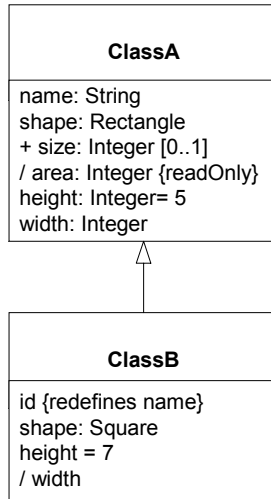 ClassA
name: String
shape: Rectangle
+ size: Integer [0..1]
/ area: Integer {readOnly}
height: Integer= 5
width: Integer
ClassB
id {redefines name}
shape: Square
height = 7
/ width